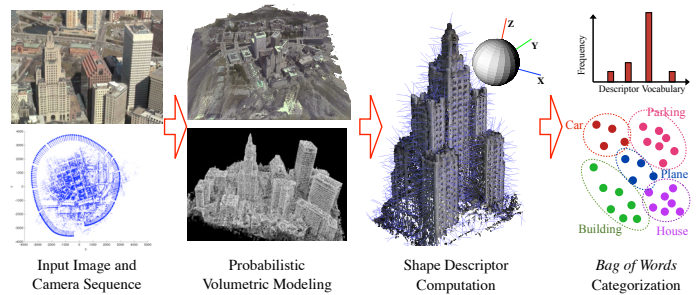 Z
Y
X
Frequency
Descriptor Vocabulary
Car
Parking
Plane
Building
House
Input Image and
Camera Sequence
Probabilistic
Volumetric Modeling
Shape Descriptor
Computation
Bag of Words
Categorization